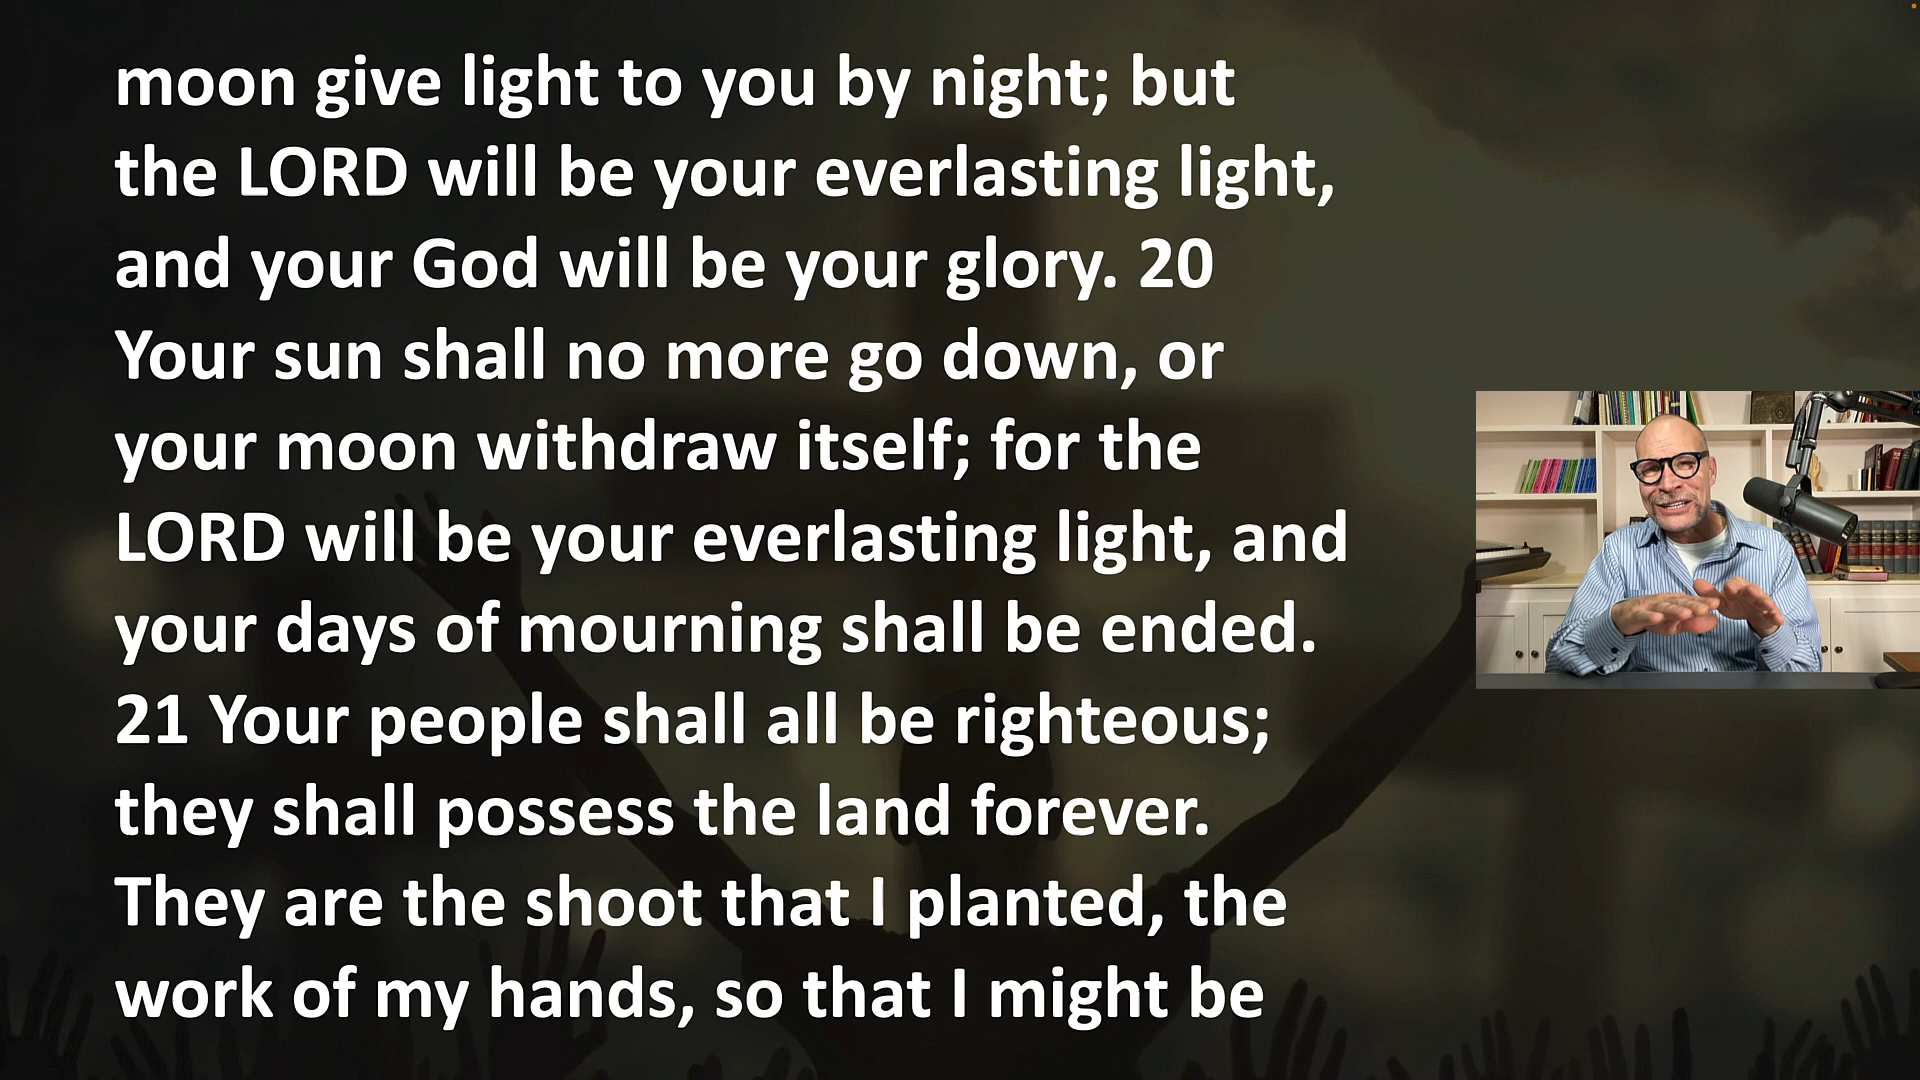 moon give light to you by night; but
the LORD will be your everlasting light,
and your God will be your glory. 20
Your sun shall no more go down, or
your moon withdraw itself; for the
LORD will be your everlasting light, and
your days of mourning shall be ended.
21 Your people shall all be righteous;
they shall possess the land forever.
They are the shoot that I planted, the
work of my hands, so that I might be